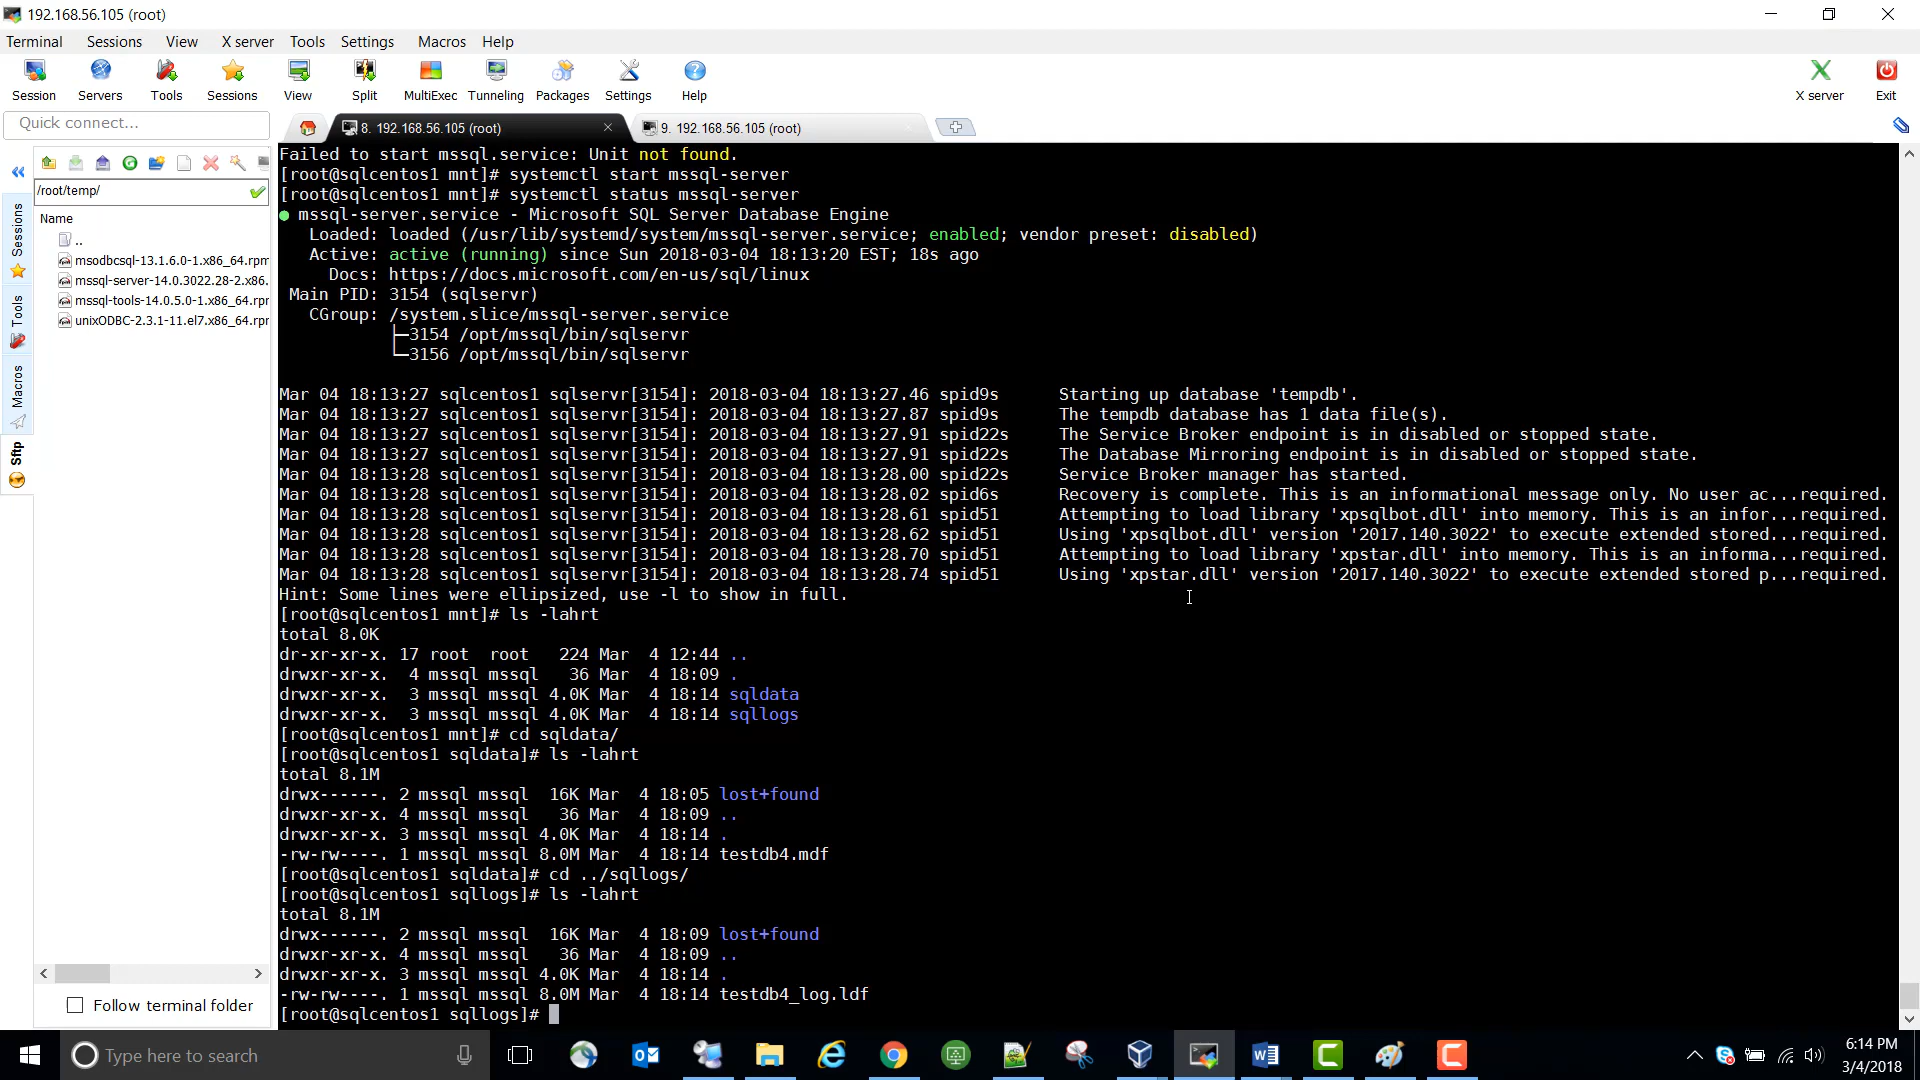 192.168.56.105 (root)
Terminal Sessions View X server Tools Settings Macros Help
Session Servers Tools Sessions View Split MultiExec Tunneling Packages Settings Help X server Exit
Quick connect...
8. 192.168.56.105 (root)
9. 192.168.56.105 (root)
/root/temp/
Name
..
msodbcsql-13.1.6.0-1.x86_64.rpm
mssql-server-14.0.3022.28-2.x86.
mssql-tools-14.0.5.0-1.x86_64.rpr
unixODBC-2.3.1-11.el7.x86_64.rpr
Sessions
Tools
Macros
Sftp
Follow terminal folder
Failed to start mssql.service: Unit not found.
[root@sqlcentos1 mnt]# systemctl start mssql-server
[root@sqlcentos1 mnt]# systemctl status mssql-server
● mssql-server.service - Microsoft SQL Server Database Engine
Loaded: loaded (/usr/lib/systemd/system/mssql-server.service; enabled; vendor preset: disabled)
Active: active (running) since Sun 2018-03-04 18:13:20 EST; 18s ago
Docs: https://docs.microsoft.com/en-us/sql/linux
Main PID: 3154 (sqlservr)
CGroup: /system.slice/mssql-server.service
├─3154 /opt/mssql/bin/sqlservr
└─3156 /opt/mssql/bin/sqlservr
Mar 04 18:13:27 sqlcentos1 sqlservr[3154]: 2018-03-04 18:13:27.46 spid9s Starting up database 'tempdb'.
Mar 04 18:13:27 sqlcentos1 sqlservr[3154]: 2018-03-04 18:13:27.87 spid9s The tempdb database has 1 data file(s).
Mar 04 18:13:27 sqlcentos1 sqlservr[3154]: 2018-03-04 18:13:27.91 spid22s The Service Broker endpoint is in disabled or stopped state.
Mar 04 18:13:27 sqlcentos1 sqlservr[3154]: 2018-03-04 18:13:27.91 spid22s The Database Mirroring endpoint is in disabled or stopped state.
Mar 04 18:13:28 sqlcentos1 sqlservr[3154]: 2018-03-04 18:13:28.00 spid22s Service Broker manager has started.
Mar 04 18:13:28 sqlcentos1 sqlservr[3154]: 2018-03-04 18:13:28.02 spid6s Recovery is complete. This is an informational message only. No user ac...required.
Mar 04 18:13:28 sqlcentos1 sqlservr[3154]: 2018-03-04 18:13:28.61 spid51 Attempting to load library 'xpsqlbot.dll' into memory. This is an infor...required.
Mar 04 18:13:28 sqlcentos1 sqlservr[3154]: 2018-03-04 18:13:28.62 spid51 Using 'xpsqlbot.dll' version '2017.140.3022' to execute extended stored...required.
Mar 04 18:13:28 sqlcentos1 sqlservr[3154]: 2018-03-04 18:13:28.70 spid51 Attempting to load library 'xpstar.dll' into memory. This is an informa...required.
Mar 04 18:13:28 sqlcentos1 sqlservr[3154]: 2018-03-04 18:13:28.74 spid51 Using 'xpstar.dll' version '2017.140.3022' to execute extended stored p...required.
Hint: Some lines were ellipsized, use -l to show in full.
[root@sqlcentos1 mnt]# ls -lahrt
total 8.0K
dr-xr-xr-x. 17 root root 224 Mar 4 12:44 ..
drwxr-xr-x. 4 mssql mssql 36 Mar 4 18:09 .
drwxr-xr-x. 3 mssql mssql 4.0K Mar 4 18:14 sqldata
drwxr-xr-x. 3 mssql mssql 4.0K Mar 4 18:14 sqllogs
[root@sqlcentos1 mnt]# cd sqldata/
[root@sqlcentos1 sqldata]# ls -lahrt
total 8.1M
drwx------. 2 mssql mssql 16K Mar 4 18:05 lost+found
drwxr-xr-x. 4 mssql mssql 36 Mar 4 18:09 ..
drwxr-xr-x. 3 mssql mssql 4.0K Mar 4 18:14 .
-rw-rw----. 1 mssql mssql 8.0M Mar 4 18:14 testdb4.mdf
[root@sqlcentos1 sqldata]# cd ../sqllogs/
[root@sqlcentos1 sqllogs]# ls -lahrt
total 8.1M
drwx------. 2 mssql mssql 16K Mar 4 18:09 lost+found
drwxr-xr-x. 4 mssql mssql 36 Mar 4 18:09 ..
drwxr-xr-x. 3 mssql mssql 4.0K Mar 4 18:14 .
-rw-rw----. 1 mssql mssql 8.0M Mar 4 18:14 testdb4_log.ldf
[root@sqlcentos1 sqllogs]#
Type here to search
6:14 PM
3/4/2018